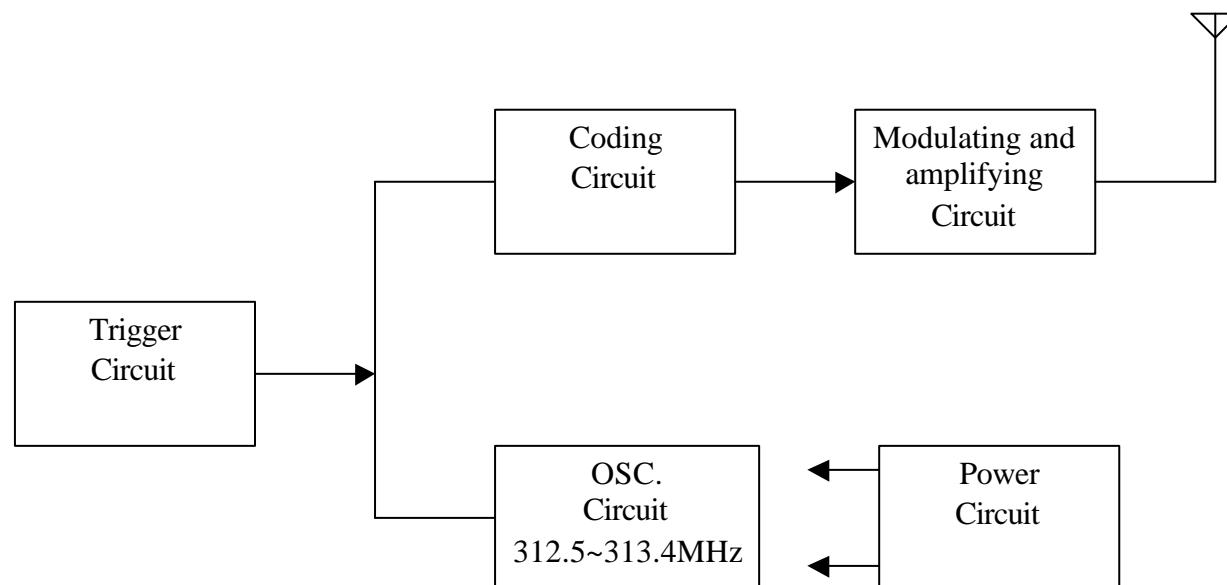 Coding
Circuit
Modulating and
amplifying
Circuit
Trigger
Circuit
OSC.
Circuit
312.5~313.4MHz
Power
Circuit